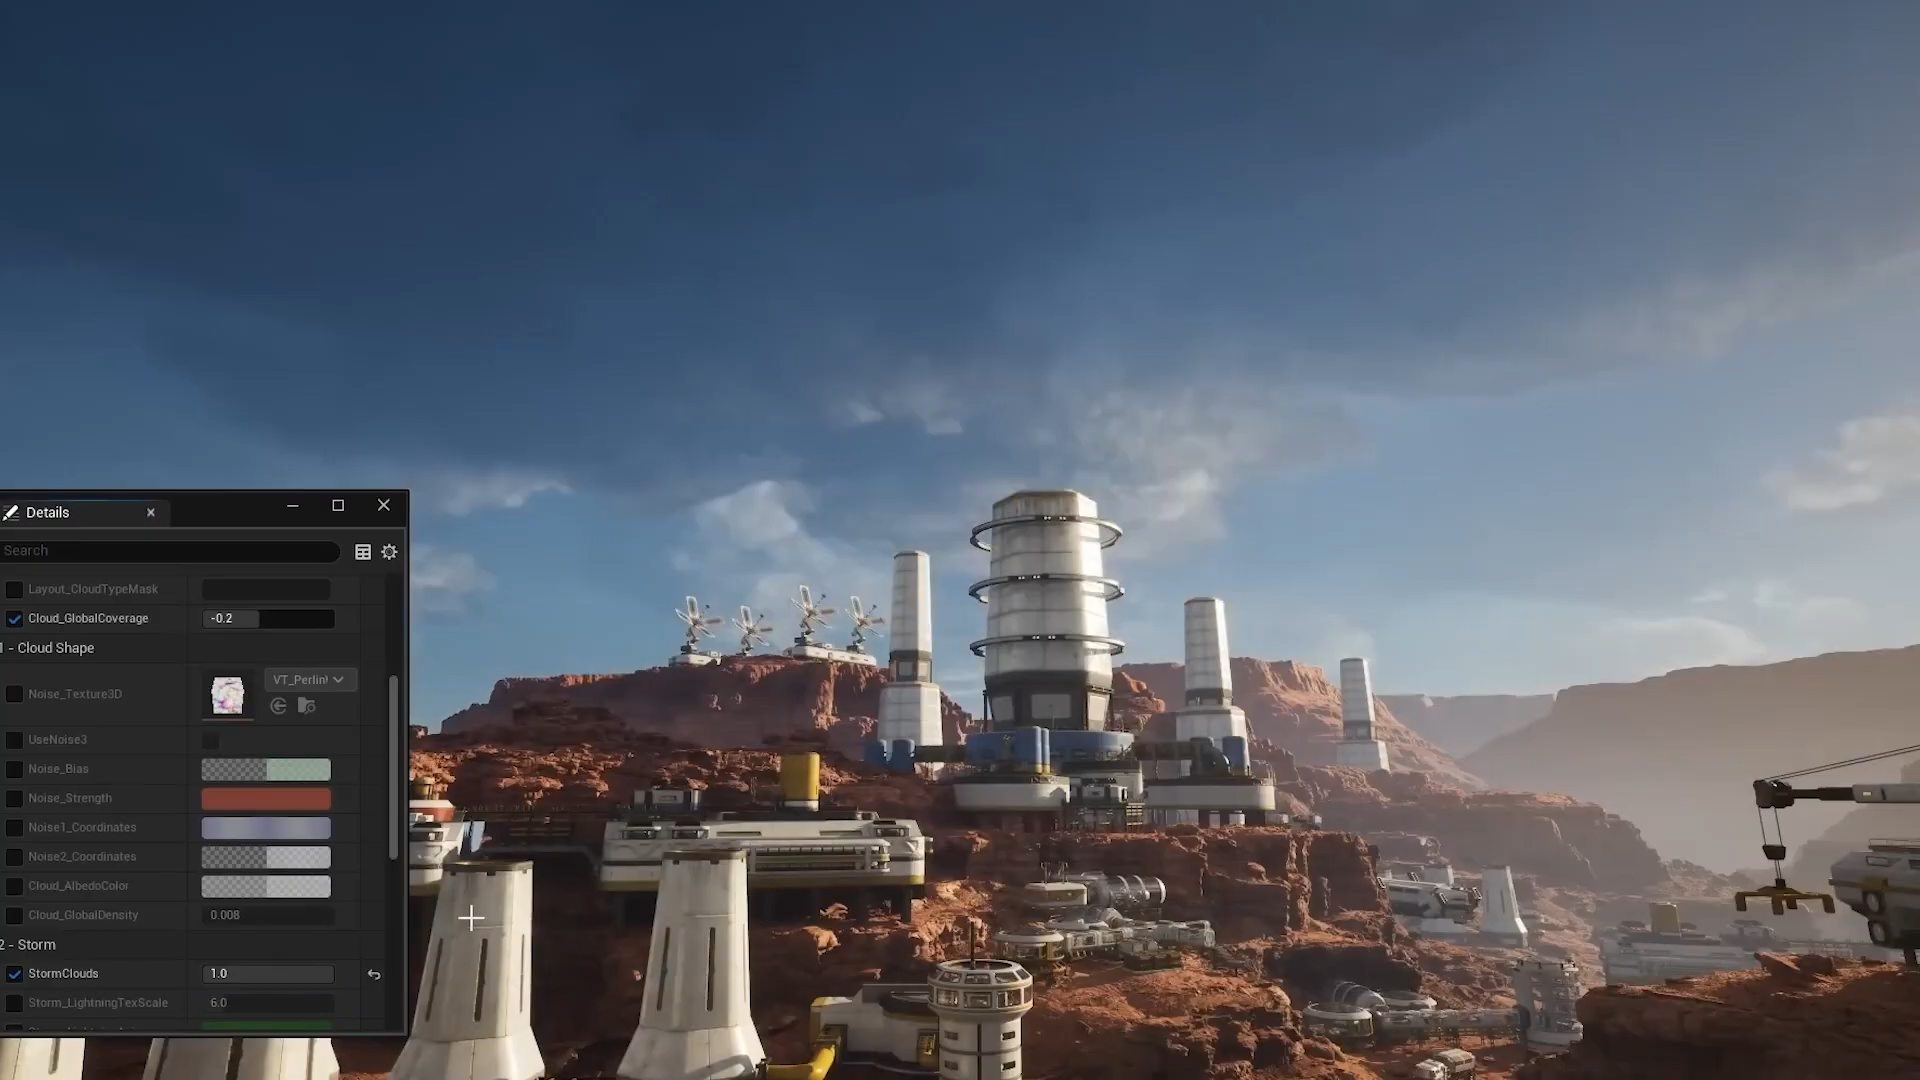 Details
Search
Layout_CloudTypeMask
Cloud_GlobalCoverage -0.2
1 - Cloud Shape
Noise_Texture3D VT_Perlin
UseNoise3
Noise_Bias
Noise_Strength
Noise1_Coordinates
Noise2_Coordinates
Cloud_AlbedoColor
Cloud_GlobalDensity 0.008
2 - Storm
StormClouds 1.0
Storm_LightningTexScale 6.0